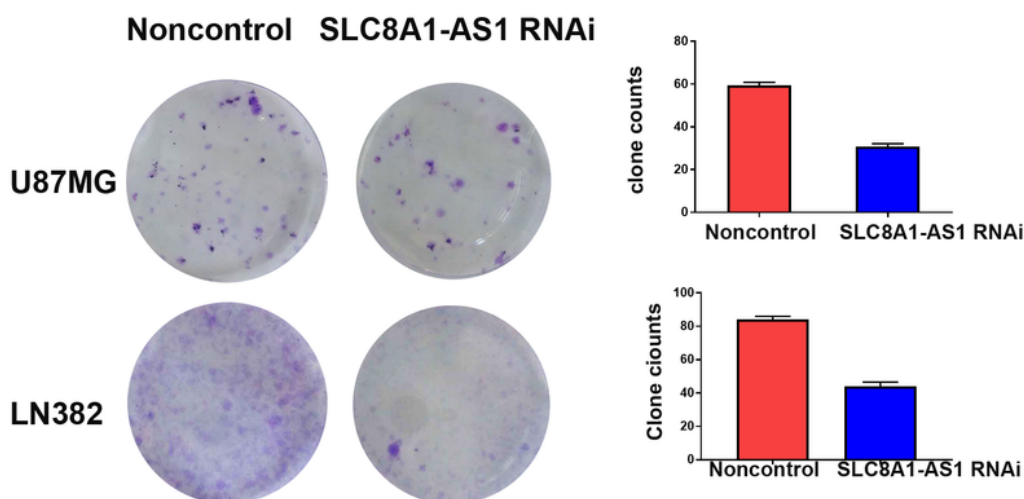 Noncontrol SLC8A1-AS1 RNAi
U87MG
LN382
clone counts
80
60
40
20
0
Noncontrol SLC8A1-AS1 RNAi
Clone ciounts
100
80
60
40
20
0
Noncontrol SLC8A1-AS1 RNAi